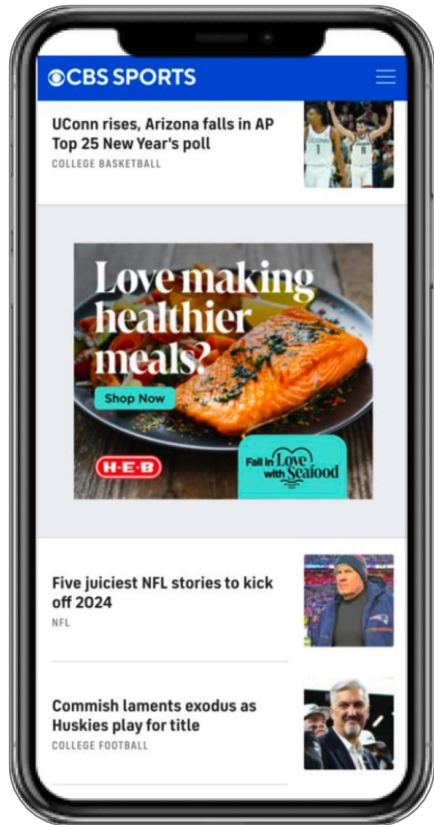 CBS SPORTS
UConn rises, Arizona falls in AP
Top 25 New Year's poll
COLLEGE BASKETBALL
Love making
healthier
meals?
Shop Now
H-E-B
Fall in Love
with Seafood
Five juiciest NFL stories to kick
off 2024
NFL
Commish laments exodus as
Huskies play for title
COLLEGE FOOTBALL